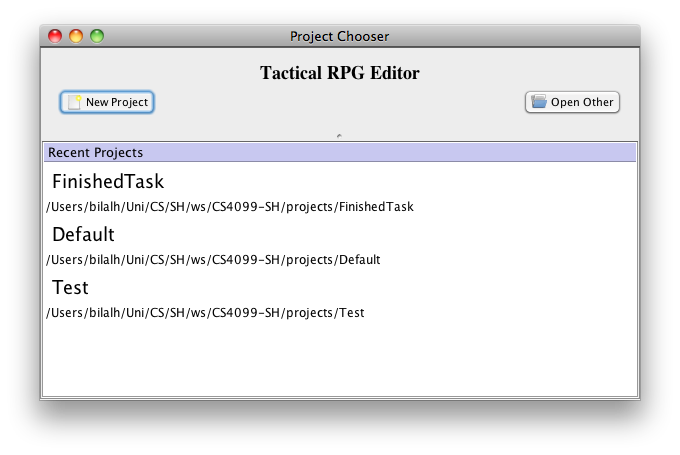 Project Chooser
Tactical RPG Editor
New Project
Open Other
Recent Projects
FinishedTask
/Users/bilalh/Uni/CS/SH/ws/CS4099-SH/projects/FinishedTask
Default
/Users/bilalh/Uni/CS/SH/ws/CS4099-SH/projects/Default
Test
/Users/bilalh/Uni/CS/SH/ws/CS4099-SH/projects/Test